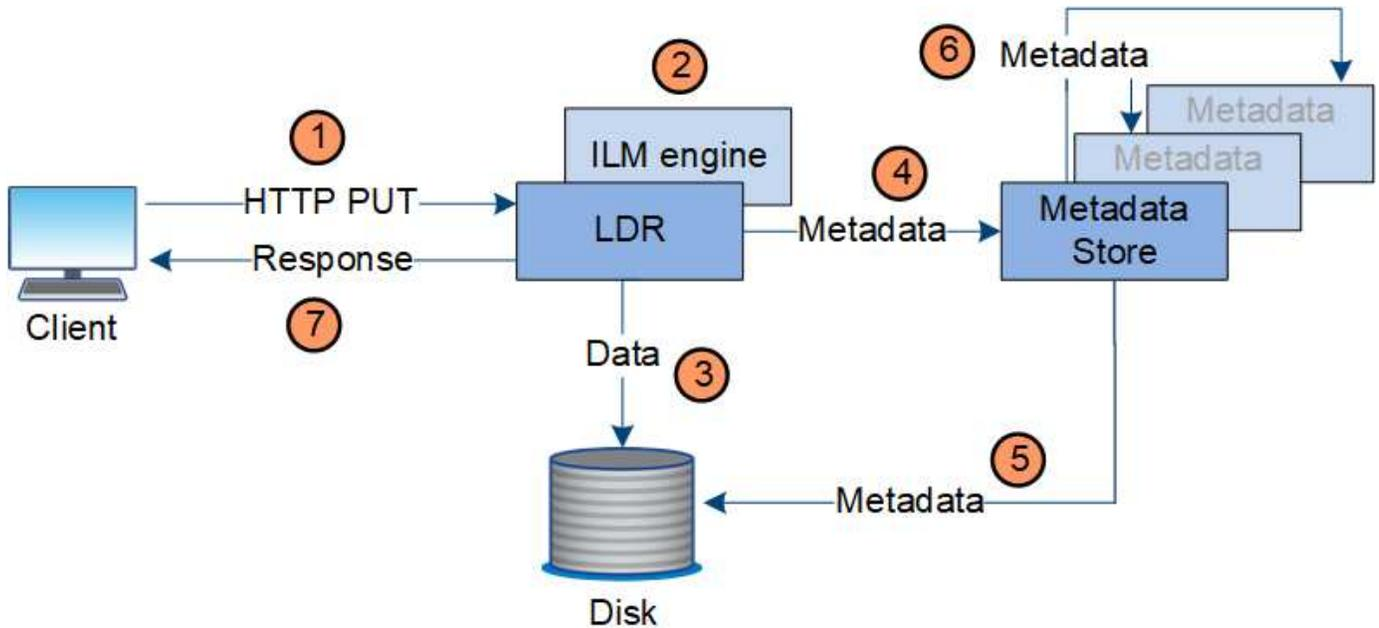 6
Metadata
2
Metadata
1
ILM engine
Metadata
4
HTTP PUT
LDR
Metadata
Metadata
Store
Response
Client
7
Data
3
5
Metadata
Disk